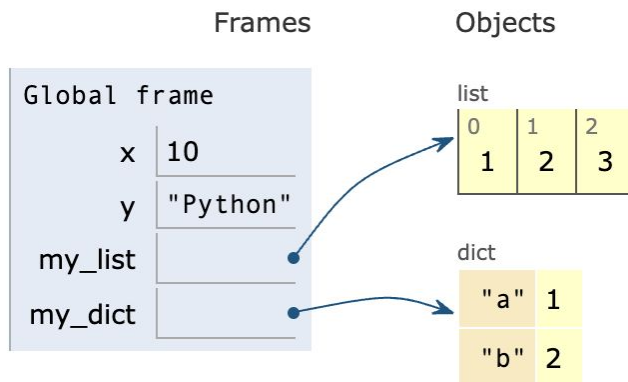 Frames
Objects
Global frame
x 10
y "Python"
my_list
my_dict
list
0 1 2
1 2 3
dict
"a" 1
"b" 2